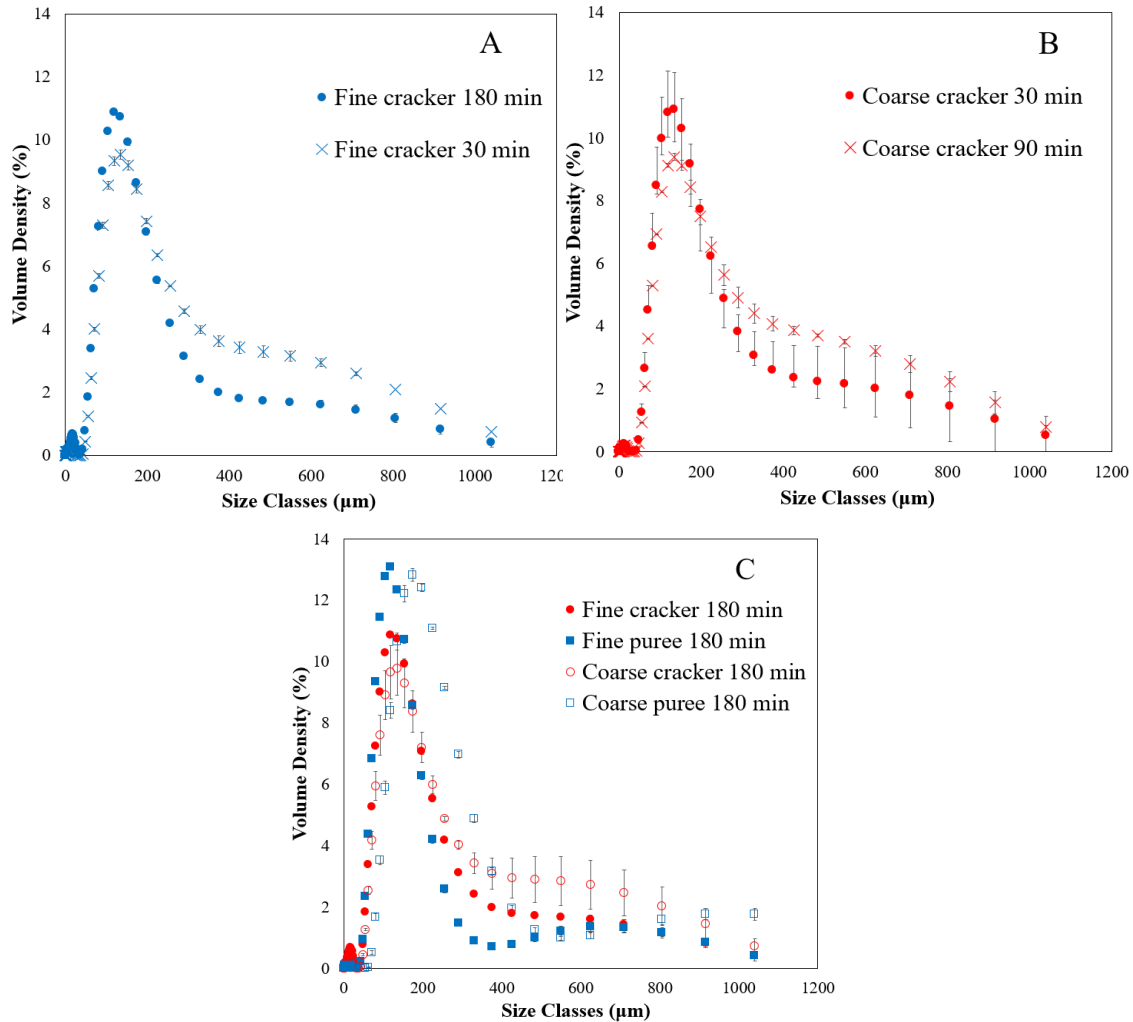 A
14
12
10
8
6
4
2
0
Volume Density (%)
Fine cracker 180 min
Fine cracker 30 min
0 200 400 600 800 1000 120
Size Classes (µm)
B
14
12
10
8
6
4
2
0
Volume Density (%)
Coarse cracker 30 min
Coarse cracker 90 min
0 200 400 600 800 1000 1200
Size Classes (µm)
C
14
12
10
8
6
4
2
0
Volume Density (%)
Fine cracker 180 min
Fine puree 180 min
Coarse cracker 180 min
Coarse puree 180 min
0 200 400 600 800 1000 1200
Size Classes (µm)